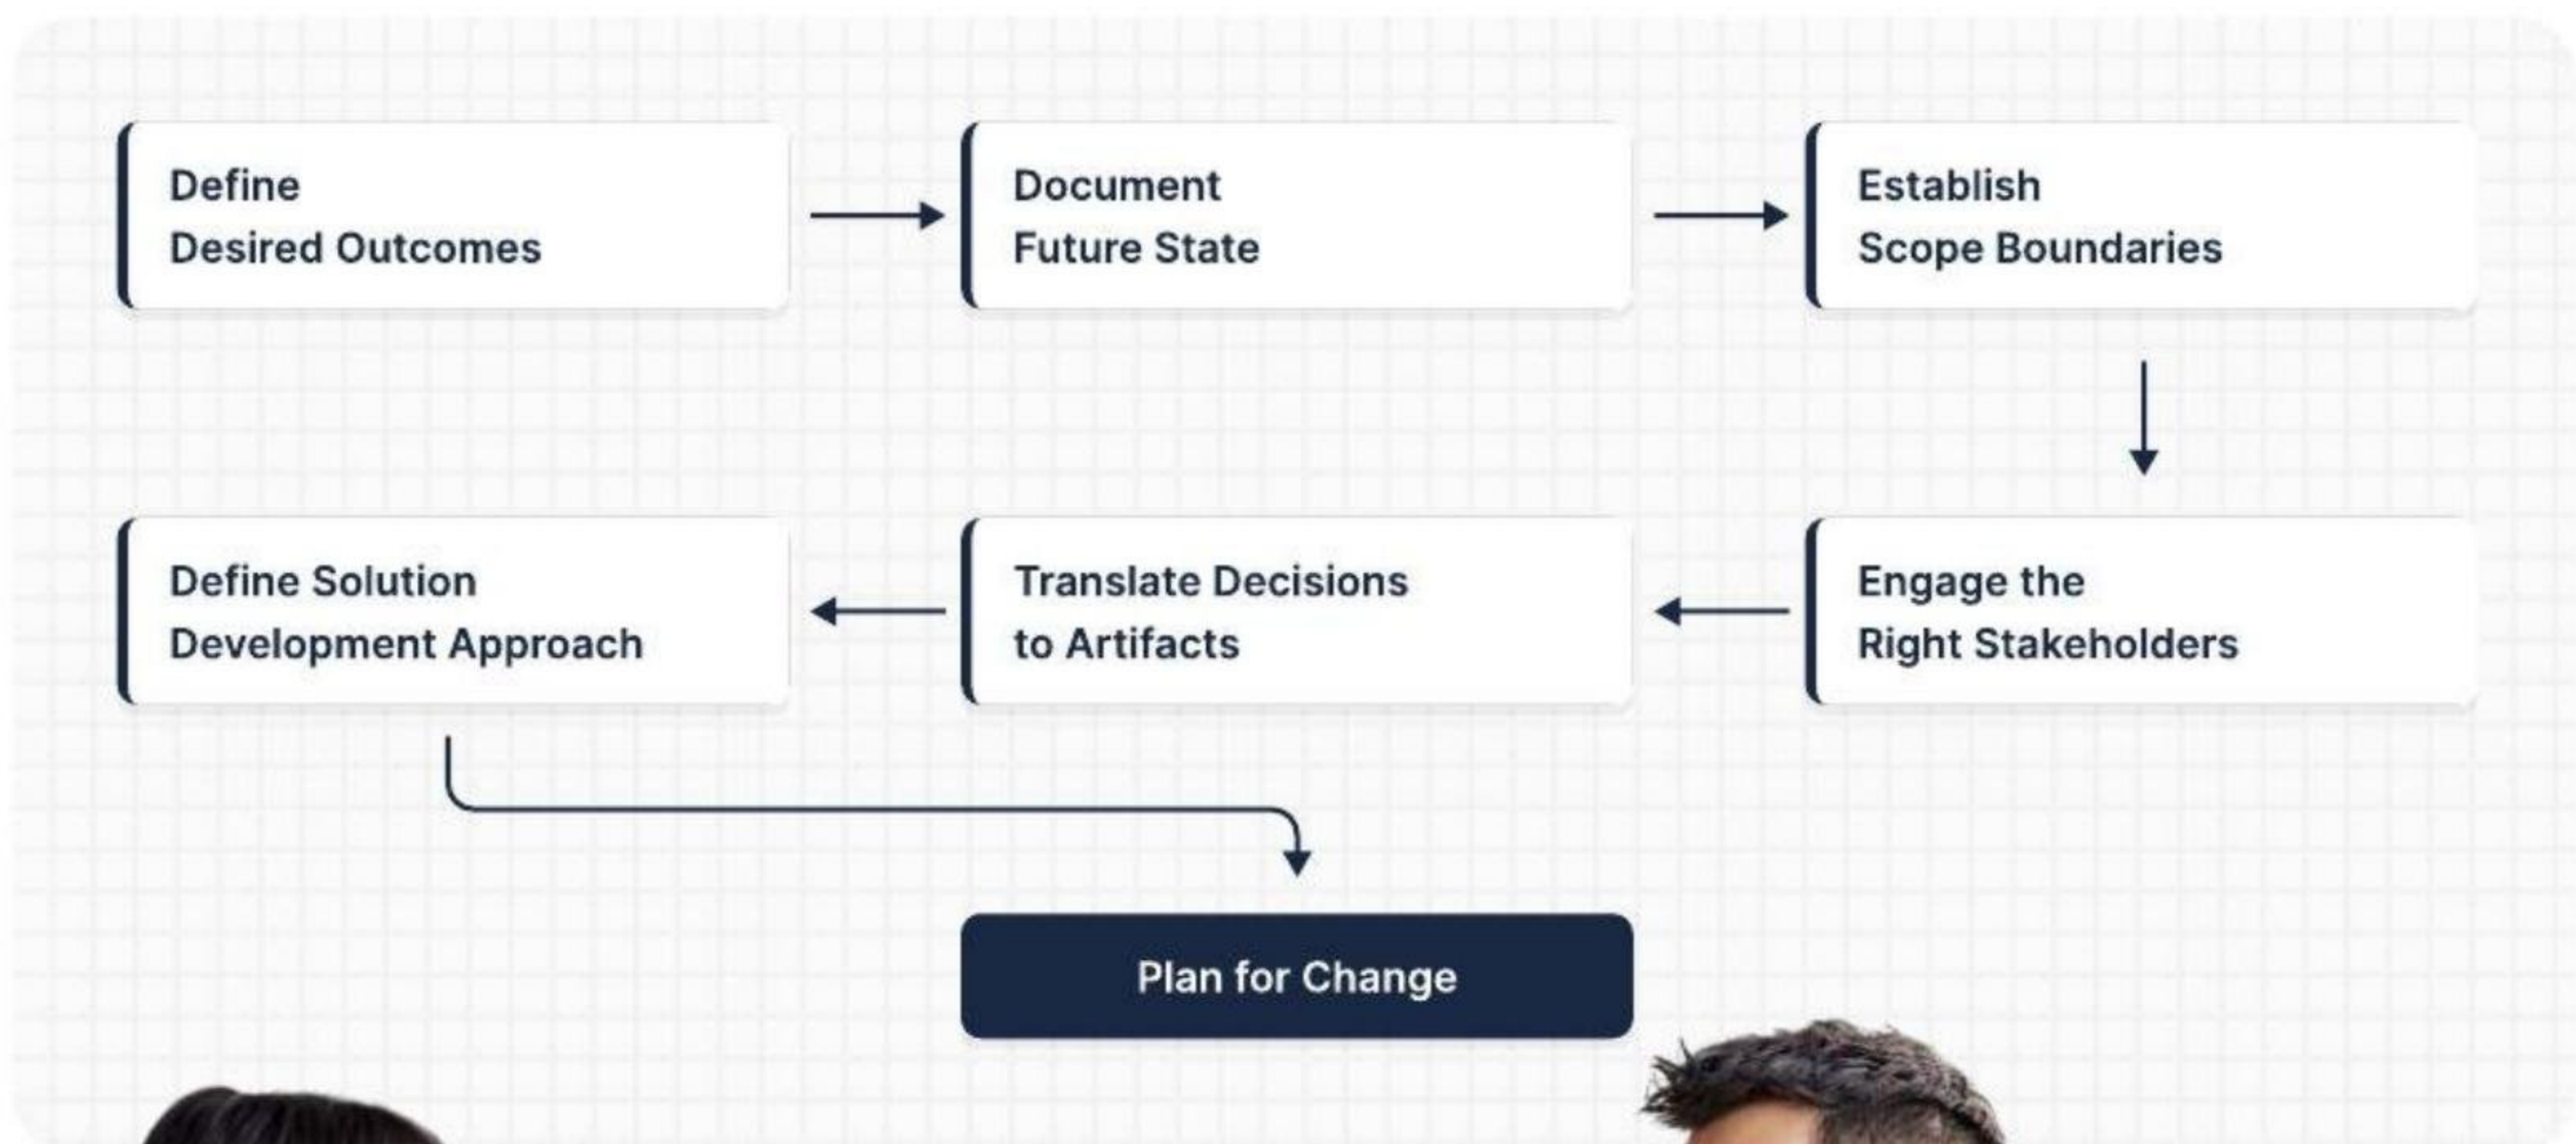 Define
Desired Outcomes
Document
Future State
Establish
Scope Boundaries
Engage the
Right Stakeholders
Translate Decisions
to Artifacts
Define Solution
Development Approach
Plan for Change